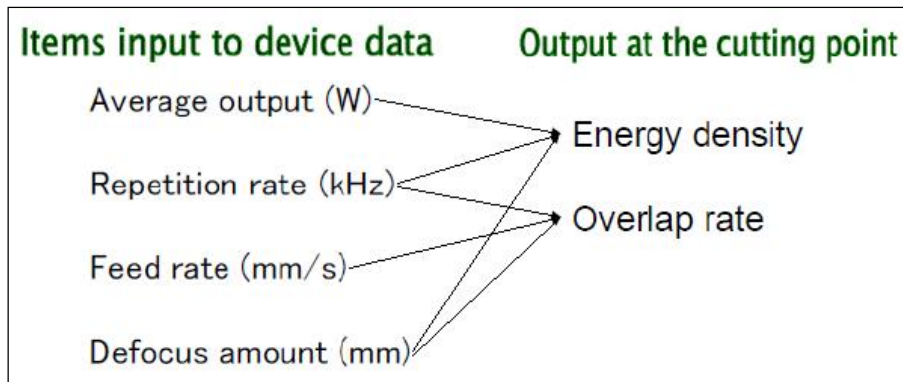 Items input to device data
Output at the cutting point
Average output (W)
Energy density
Repetition rate (kHz)
Overlap rate
Feed rate (mm/s)
Defocus amount (mm)